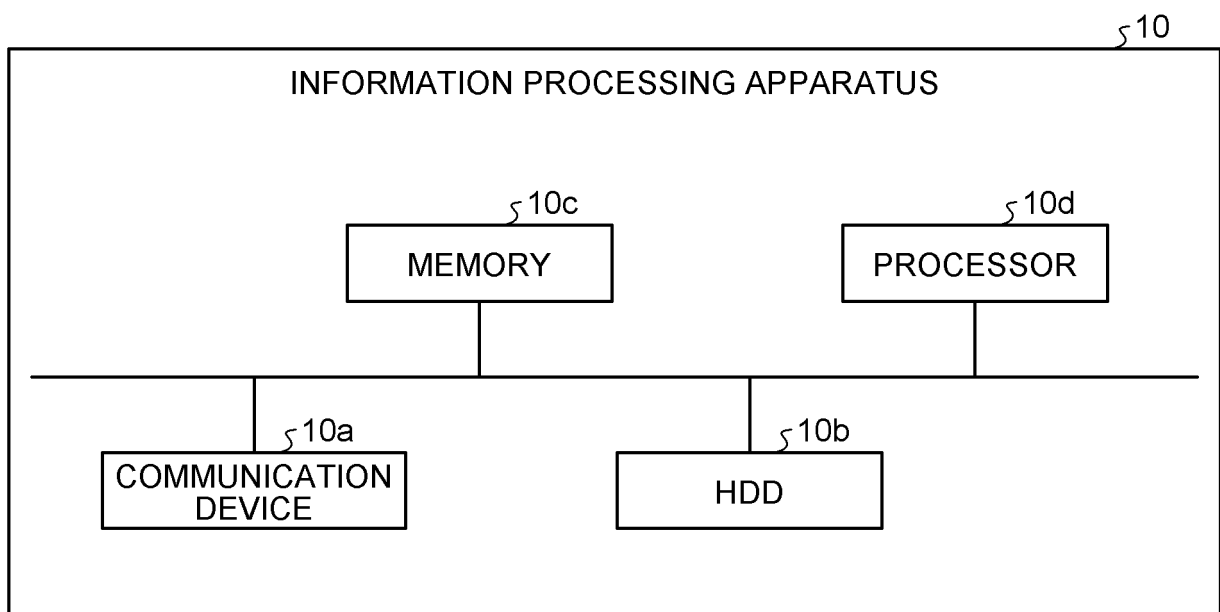 10
INFORMATION PROCESSING APPARATUS
10c
10d
MEMORY
PROCESSOR
10a
10b
COMMUNICATION
DEVICE
HDD